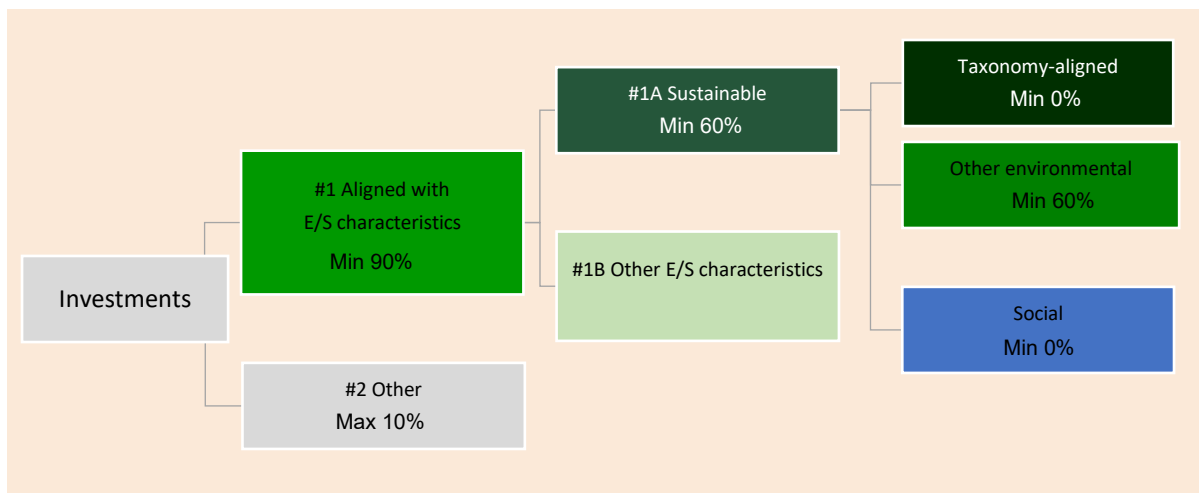 Investments
#1 Aligned with
E/S characteristics
Min 90%
#2 Other
Max 10%
#1A Sustainable
Min 60%
#1B Other E/S characteristics
Taxonomy-aligned
Min 0%
Other environmental
Min 60%
Social
Min 0%